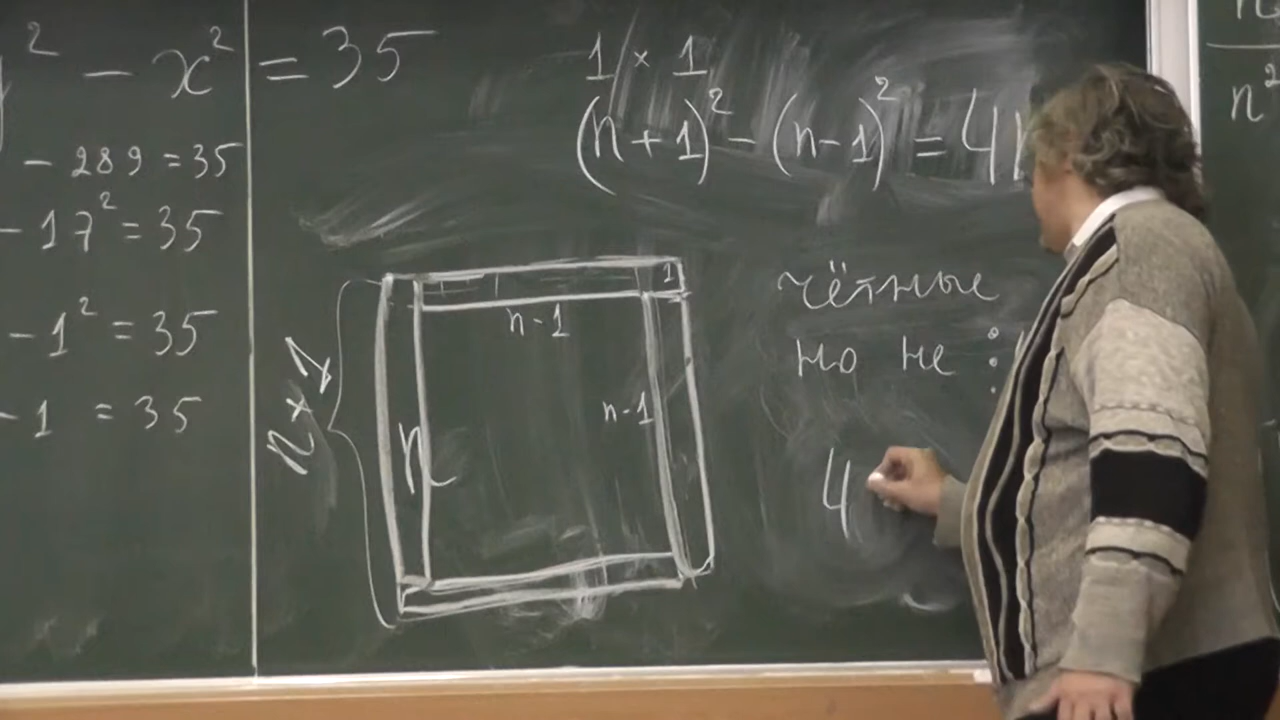 ² - x² = 35
- 289 = 35
- 17² = 35
- 1² = 35
- 1 = 35
1 × 1
(n+1)² - (n-1)² = 4
1
n-1
n-1
n
n × n
чётные
но не ⋮
4
n²